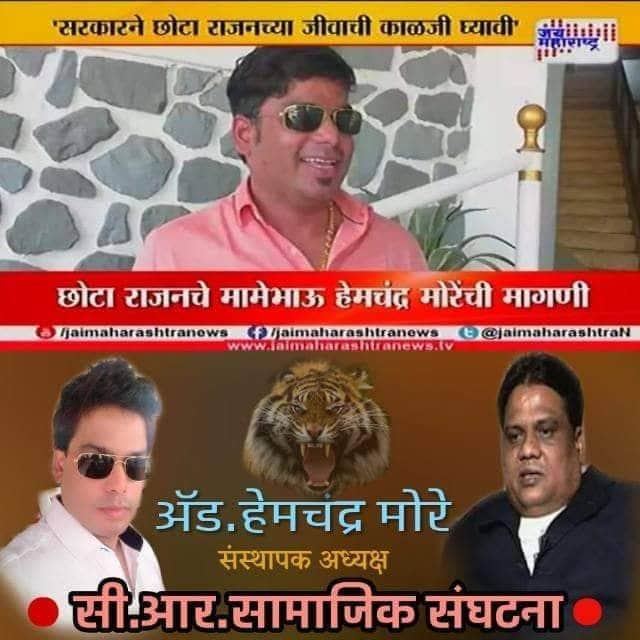 'सरकारने छोटा राजनच्या जीवाची काळजी घ्यावी'
जय महाराष्ट्र
छोटा राजनचे मामेभाऊ हेमचंद्र मोरेंची मागणी
/jaimaharashtranews /jaimaharashtranews @jaimaharashtraN
www.jaimaharashtranews.tv
ॲड.हेमचंद्र मोरे
संस्थापक अध्यक्ष
सी.आर.सामाजिक संघटना